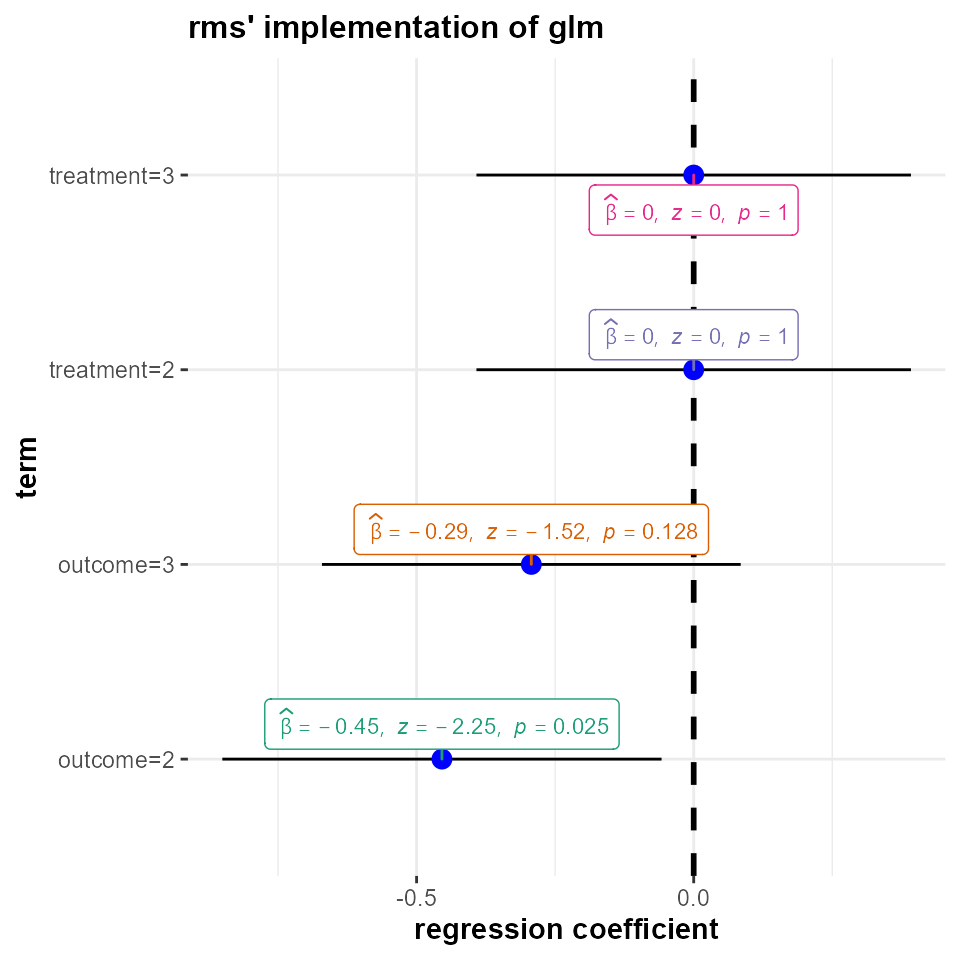 rms' implementation of glm
treatment=3
β̂ = 0, z = 0, p = 1
β̂ = 0, z = 0, p = 1
treatment=2
term
β̂ = − 0.29, z = − 1.52, p = 0.128
outcome=3
β̂ = − 0.45, z = − 2.25, p = 0.025
outcome=2
-0.5 0.0
regression coefficient